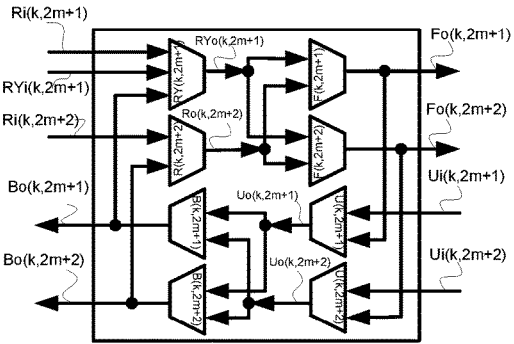 Ri(k,2m+1)
RYo(k,2m+1)
Fo(k,2m+1)
RY(k,2m+1)
F(k,2m+1)
RYi(k,2m+1)
Ro(k,2m+2)
Fo(k,2m+2)
Ri(k,2m+2)
R(k,2m+2)
F(k,2m+2)
Bo(k,2m+1)
Uo(k,2m+1)
Ui(k,2m+1)
B(k,2m+1)
U(k,2m+1)
Bo(k,2m+2)
Uo(k,2m+2)
Ui(k,2m+2)
B(k,2m+2)
U(k,2m+2)